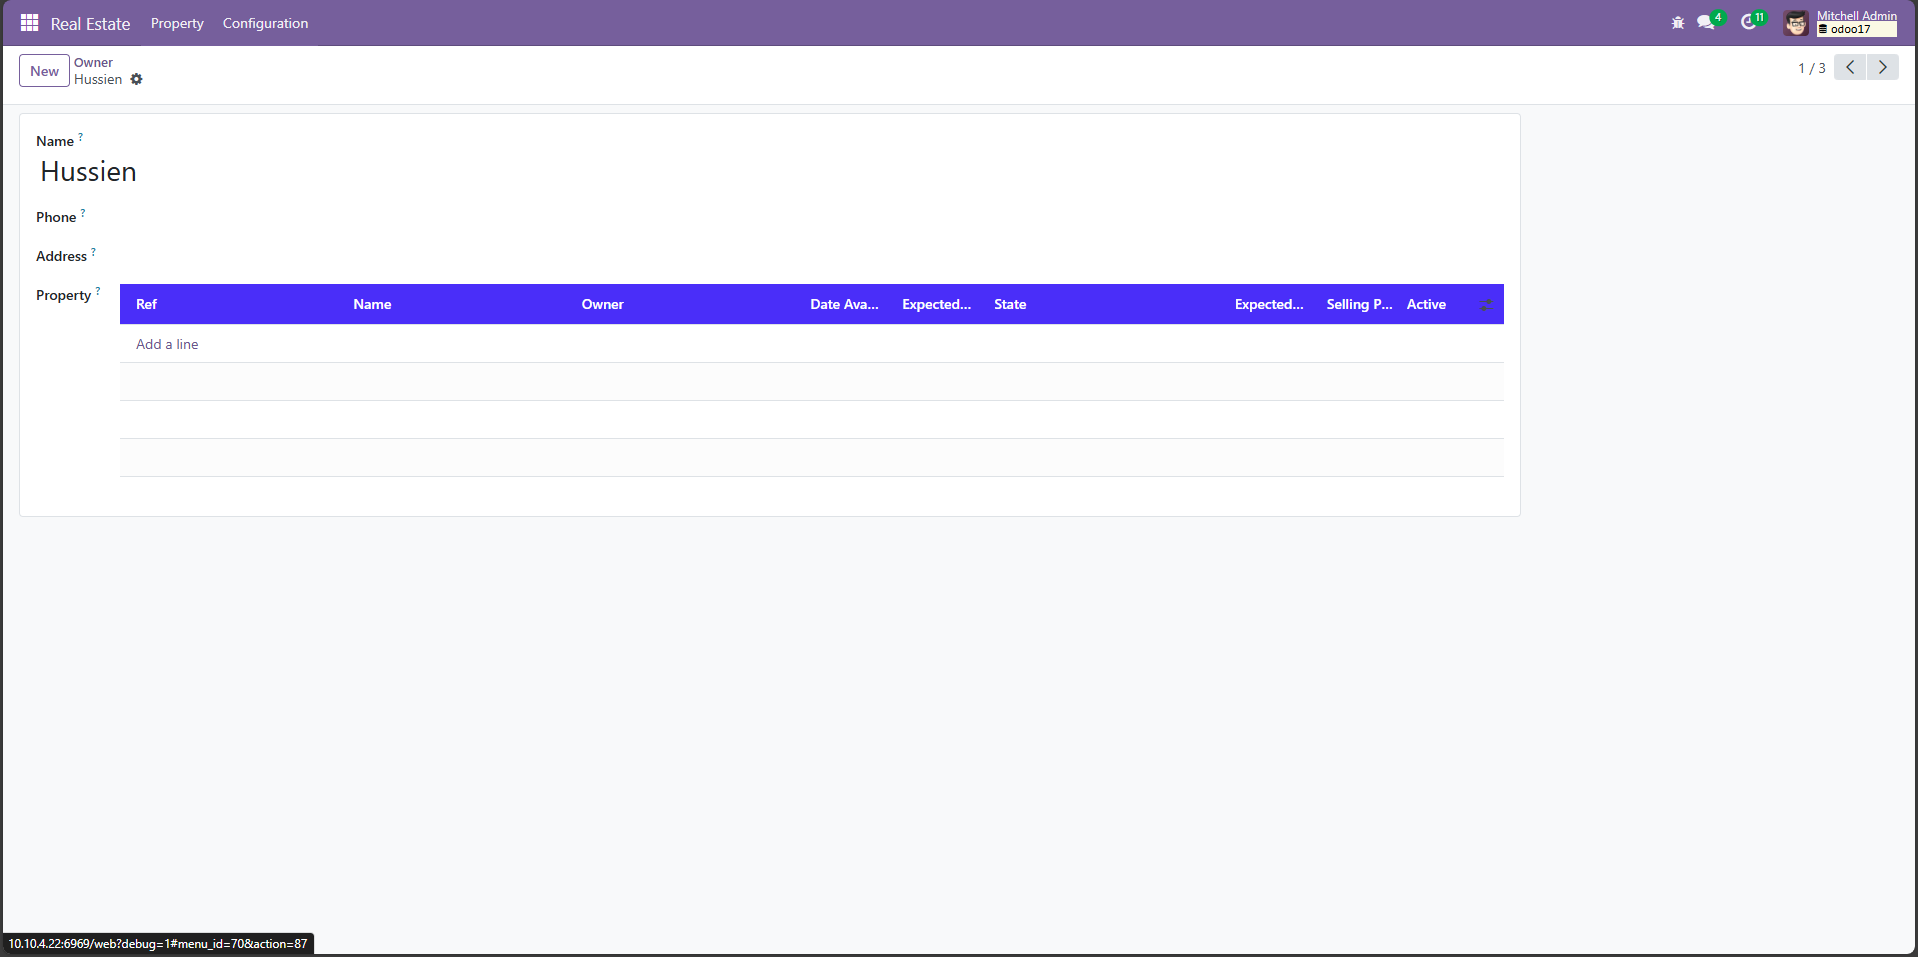 Real Estate Property Configuration 4 11 Mitchell Admin
odoo17
New Owner
Hussien 1 / 3
Name ?
Hussien
Phone ?
Address ?
Property ?
Ref Name Owner Date Ava... Expected... State Expected... Selling P... Active
Add a line
10.10.4.22:6969/web?debug=1#menu_id=70&action=87